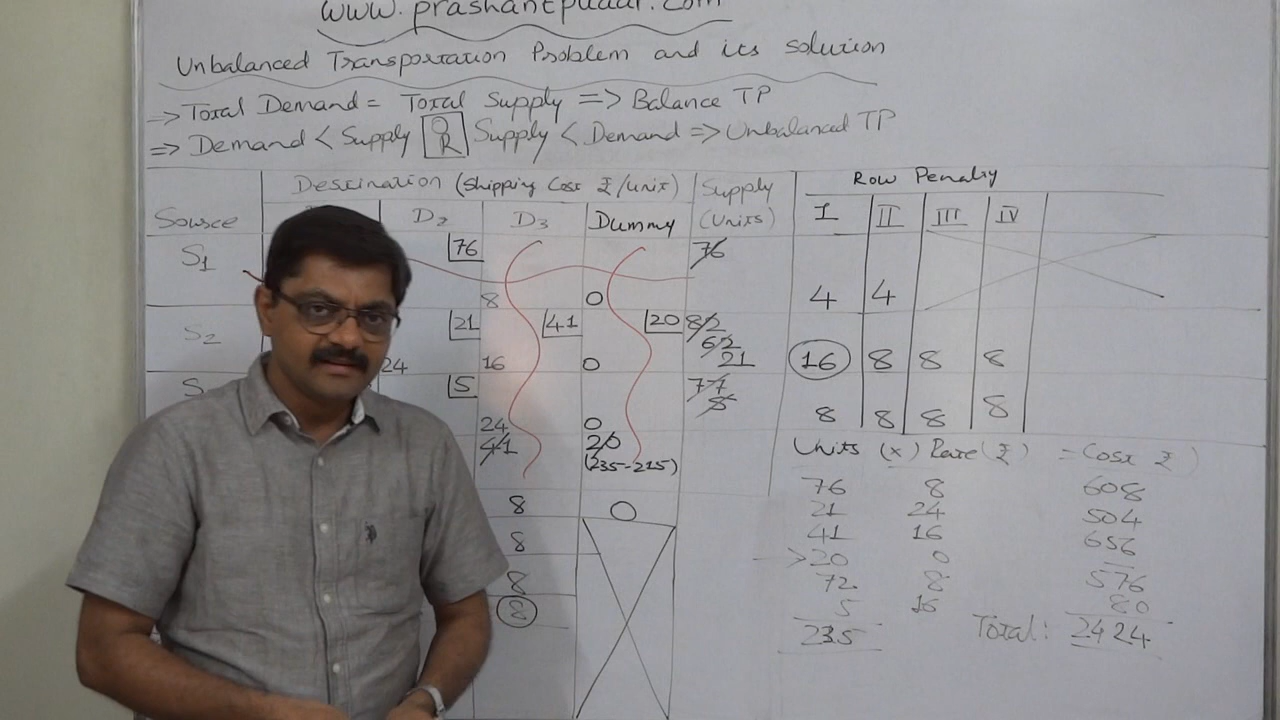 www.prashantpuaar.com
Unbalanced Transportation Problem and its solution
-> Total Demand = Total Supply => Balance TP
=> Demand < Supply OR Supply < Demand => Unbalanced TP
Source Destination (Shipping Cost ₹/unit) Supply (Units) Row Penalty
D2 D3 Dummy I II III IV
S1 76 8 0 76 4 4
S2 21 41 20 82 62 21
24 16 0 16 8 8 8
S 5 77 5
24 0 8 8 8 8
41 20
(235-215)
8 0
8
8
8
Units (x) Rate (₹) = Cost ₹)
76 8 608
21 24 504
41 16 656
->20 0 -
72 8 576
5 16 80
235 Total: 2424